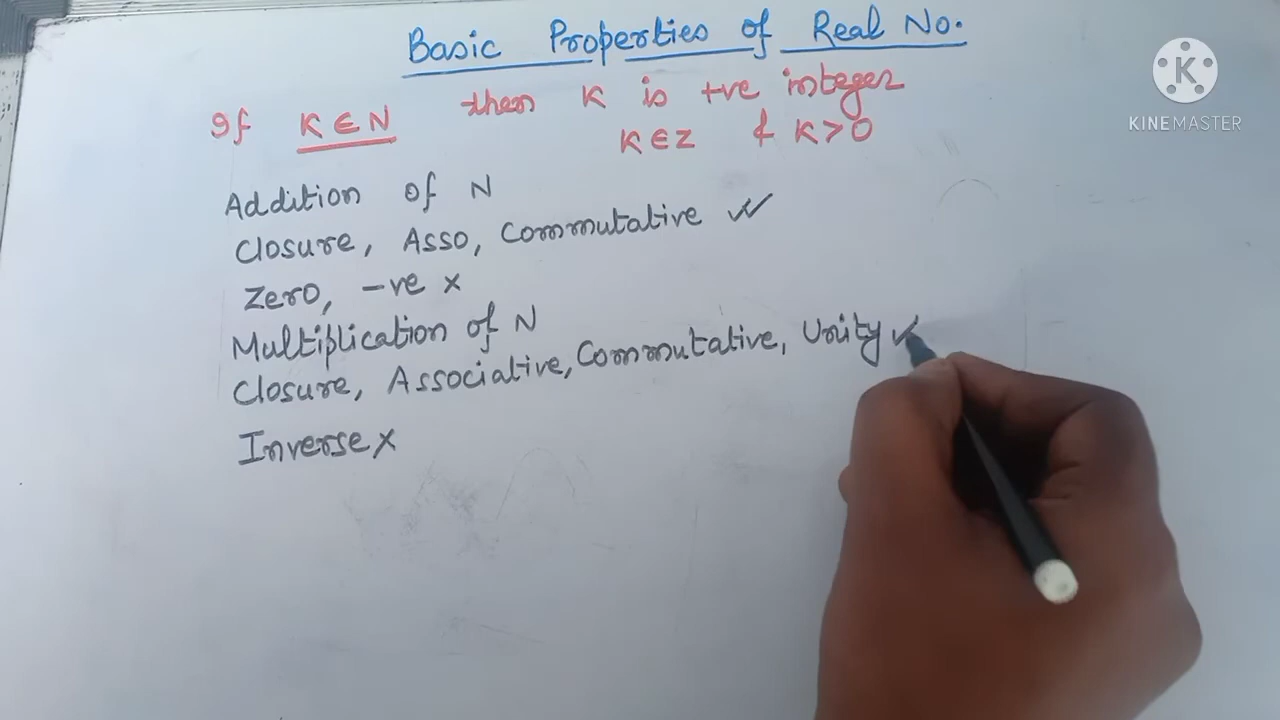 Basic Properties of Real No.
If K ∈ N then K is +ve integer
K ∈ Z & K > 0
Addition of N
Closure, Asso, Commutative ✓
Zero, -ve ×
Multiplication of N
Closure, Associative, Commutative, Unity ✓
Inverse ×
K
KINEMASTER